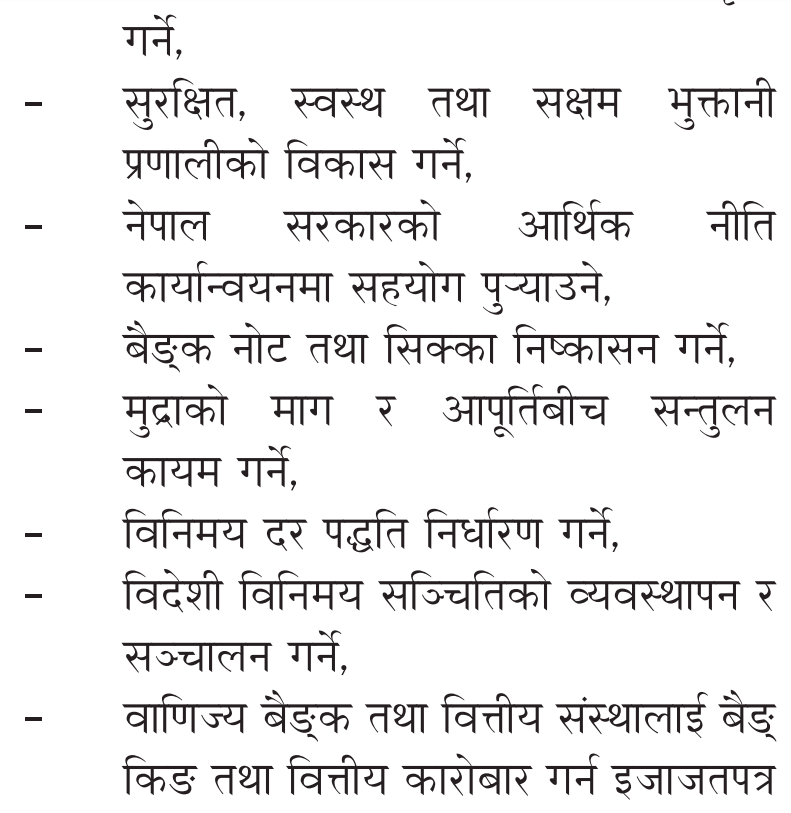 गर्ने,
– सुरक्षित, स्वस्थ तथा सक्षम भुक्तानी
प्रणालीको विकास गर्ने,
– नेपाल सरकारको आर्थिक नीति
कार्यान्वयनमा सहयोग पुऱ्याउने,
– बैङ्क नोट तथा सिक्का निष्कासन गर्ने,
– मुद्राको माग र आपूर्तिबीच सन्तुलन
कायम गर्ने,
– विनिमय दर पद्धति निर्धारण गर्ने,
– विदेशी विनिमय सञ्चितिको व्यवस्थापन र
सञ्चालन गर्ने,
– वाणिज्य बैङ्क तथा वित्तीय संस्थालाई बैङ्
किङ तथा वित्तीय कारोबार गर्न इजाजतपत्र